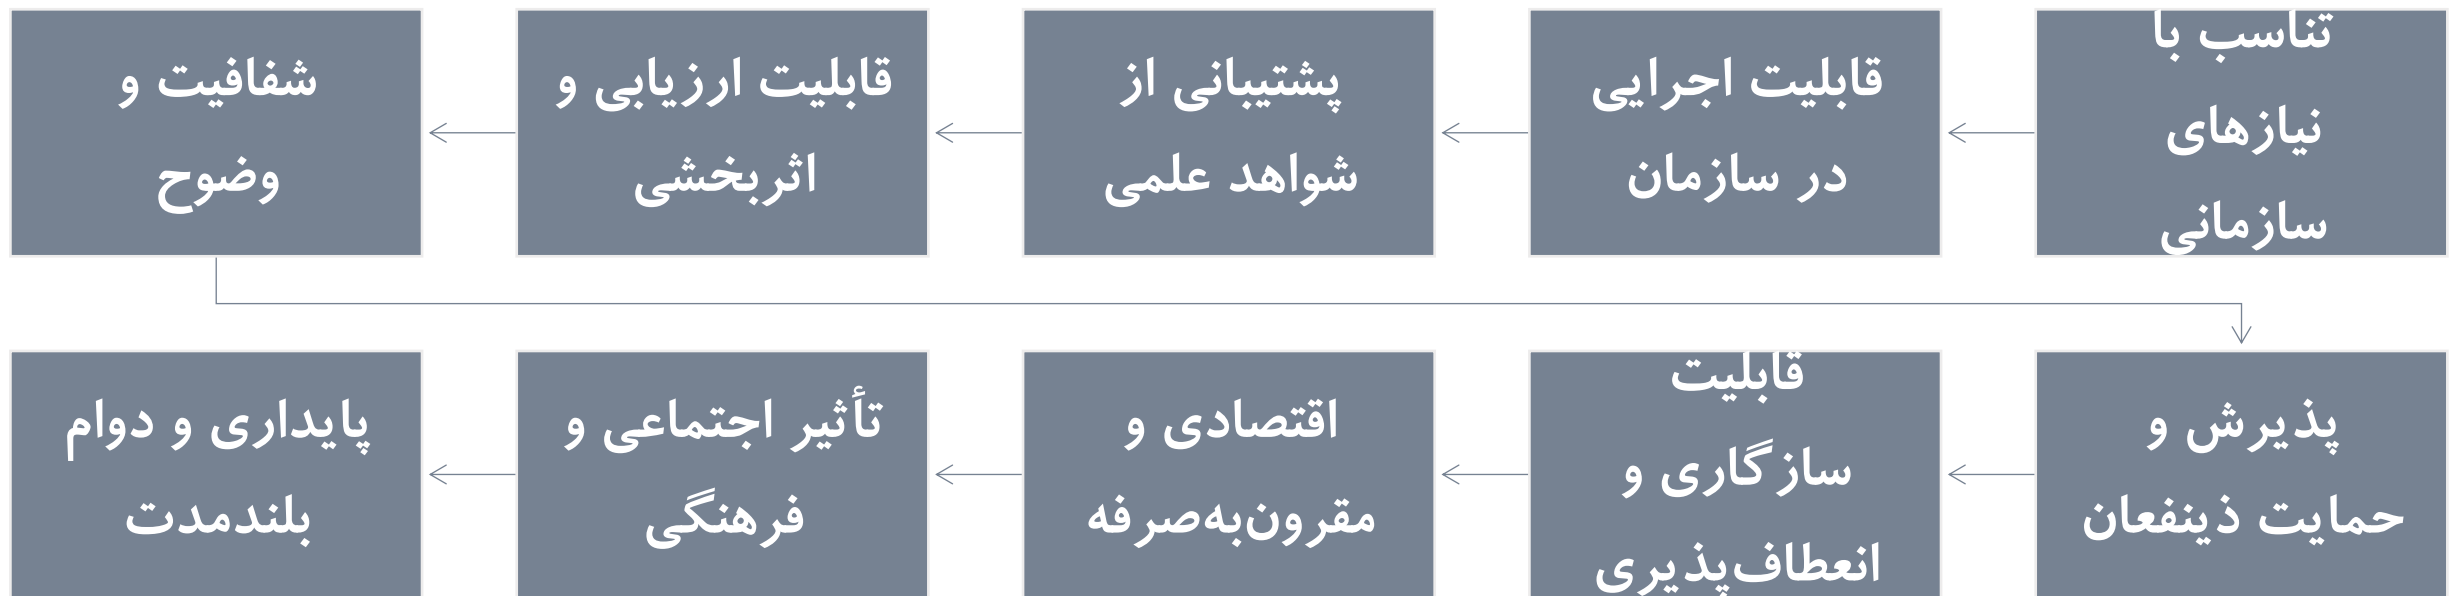 تناسب با
نیازهای
سازمانی
قابلیت اجرایی
در سازمان
پشتیبانی از
شواهد علمی
قابلیت ارزیابی و
اثربخشی
شفافیت و
وضوح
پذیرش و
حمایت ذینفعان
قابلیت
سازگاری و
انعطاف‌پذیری
اقتصادی و
مقرون‌به‌صرفه
تأثیر اجتماعی و
فرهنگی
پایداری و دوام
بلندمدت